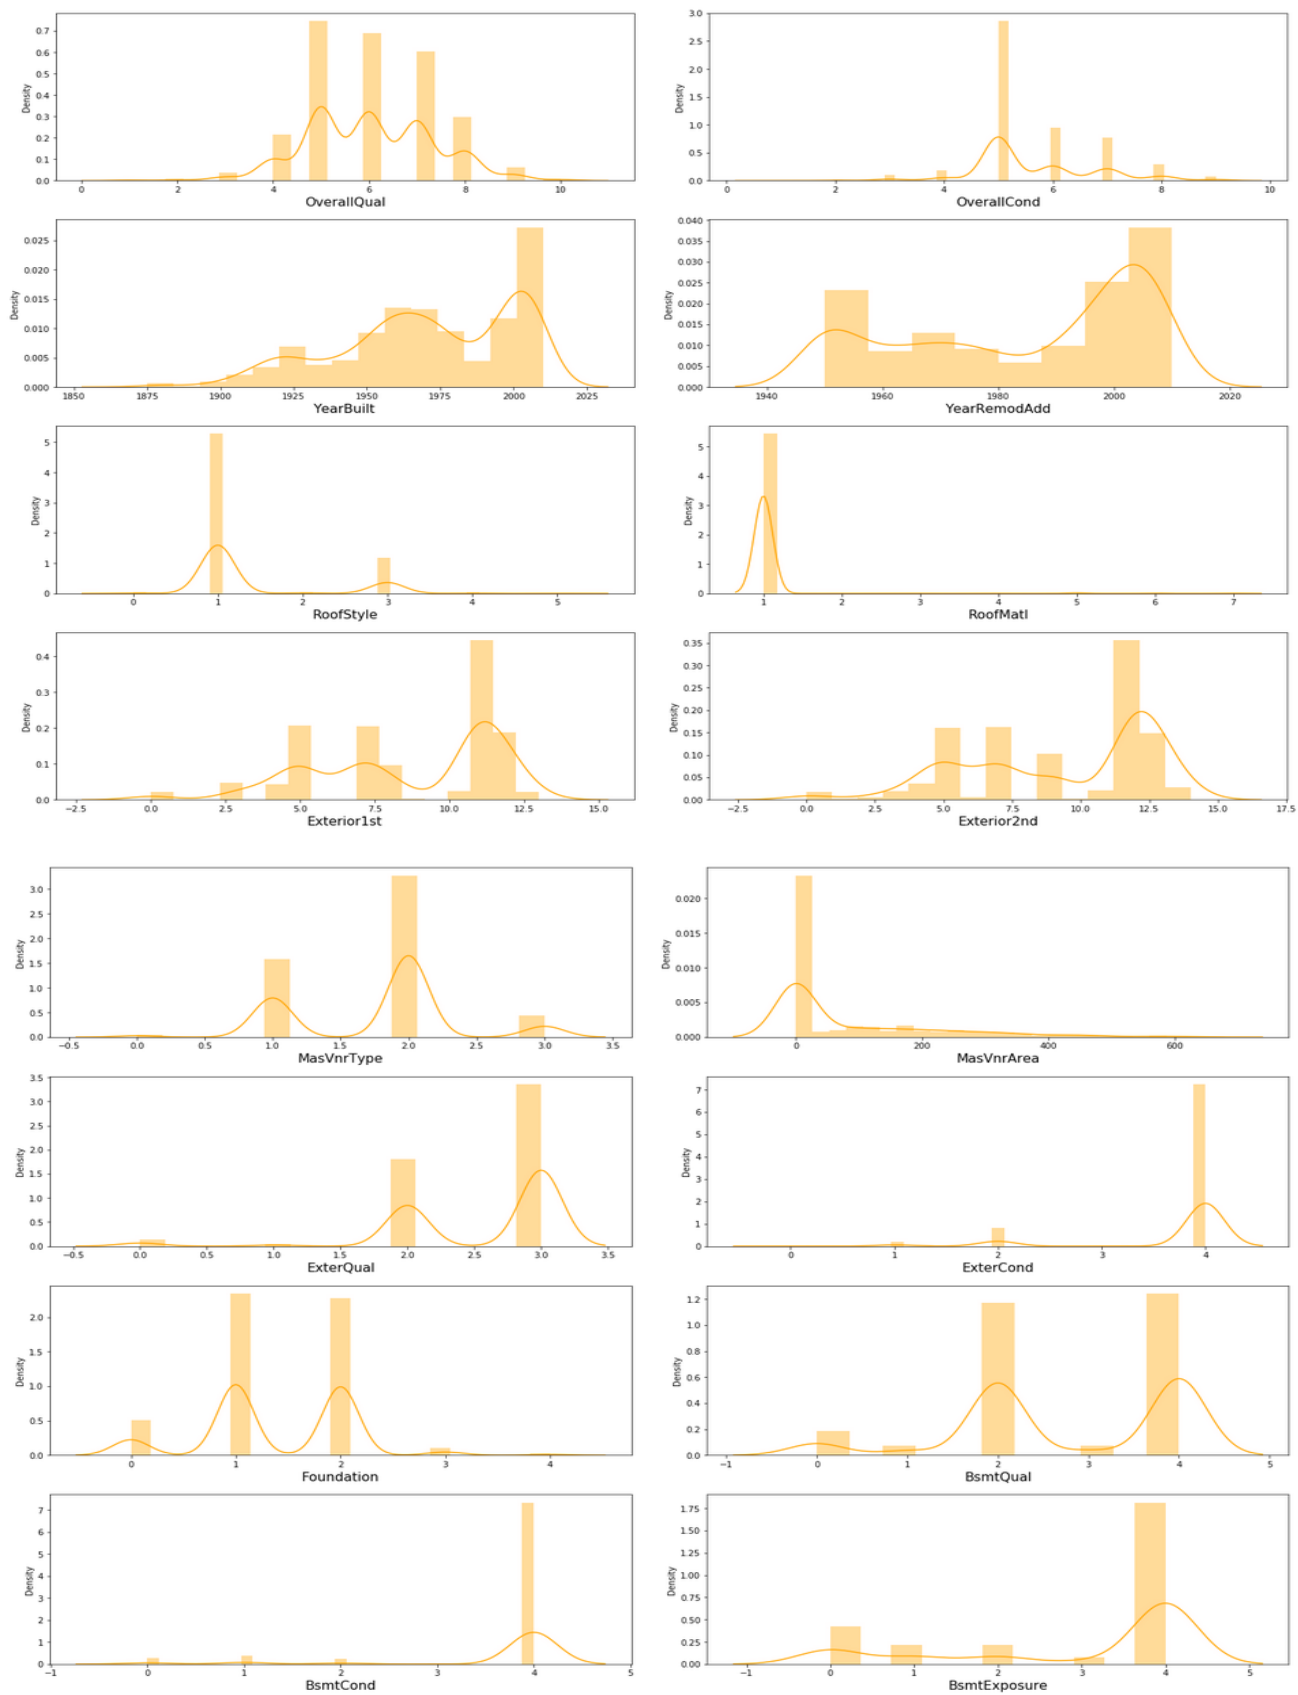 0.7
0.6
0.5
0.4
0.3
0.2
0.1
0.0
Density
0 2 4 6 8 10
OverallQual
3.0
2.5
2.0
1.5
1.0
0.5
0.0
Density
0 2 4 6 8 10
OverallCond
0.025
0.020
0.015
0.010
0.005
0.000
Density
1850 1875 1900 1925 1950 1975 2000 2025
YearBuilt
0.040
0.035
0.030
0.025
0.020
0.015
0.010
0.005
0.000
Density
1940 1960 1980 2000 2020
YearRemodAdd
5
4
3
2
1
0
Density
0 1 2 3 4 5
RoofStyle
5
4
3
2
1
0
Density
1 2 3 4 5 6 7
RoofMatl
0.4
0.3
0.2
0.1
0.0
Density
−2.5 0.0 2.5 5.0 7.5 10.0 12.5 15.0
Exterior1st
0.35
0.30
0.25
0.20
0.15
0.10
0.05
0.00
Density
−2.5 0.0 2.5 5.0 7.5 10.0 12.5 15.0 17.5
Exterior2nd
3.0
2.5
2.0
1.5
1.0
0.5
0.0
Density
−0.5 0.0 0.5 1.0 1.5 2.0 2.5 3.0 3.5
MasVnrType
0.020
0.015
0.010
0.005
0.000
Density
0 200 400 600
MasVnrArea
3.5
3.0
2.5
2.0
1.5
1.0
0.5
0.0
Density
−0.5 0.0 0.5 1.0 1.5 2.0 2.5 3.0 3.5
ExterQual
7
6
5
4
3
2
1
0
Density
0 1 2 3 4
ExterCond
2.0
1.5
1.0
0.5
0.0
Density
0 1 2 3 4
Foundation
1.2
1.0
0.8
0.6
0.4
0.2
0.0
Density
−1 0 1 2 3 4 5
BsmtQual
7
6
5
4
3
2
1
0
Density
−1 0 1 2 3 4 5
BsmtCond
1.75
1.50
1.25
1.00
0.75
0.50
0.25
0.00
Density
−1 0 1 2 3 4 5
BsmtExposure